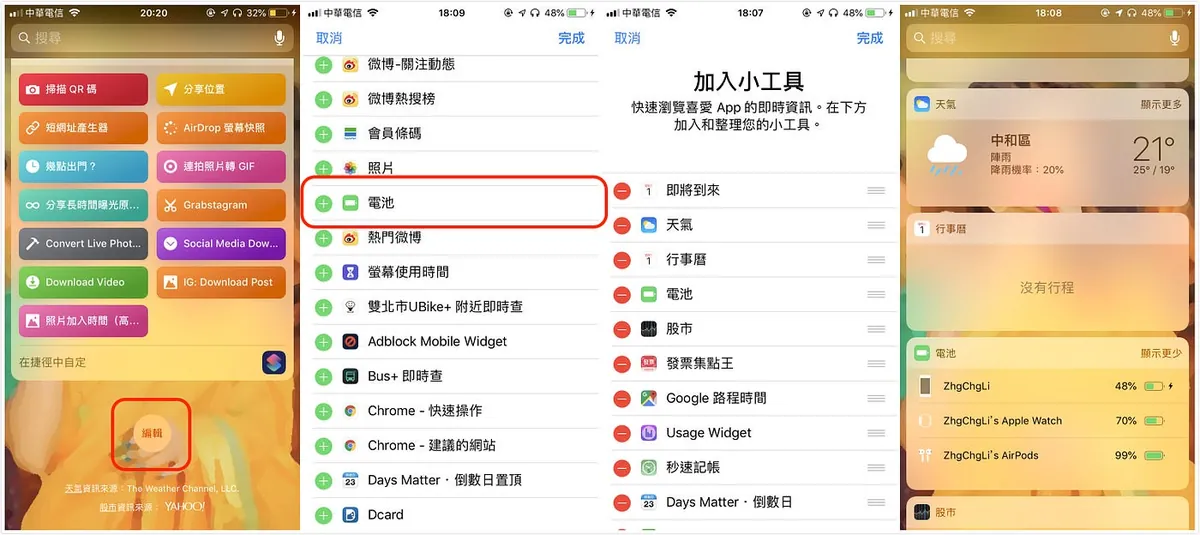 中華電信 20:20 32%
搜尋
掃描 QR 碼
分享位置
短網址產生器
AirDrop 螢幕快照
幾點出門？
連拍照片轉 GIF
分享長時間曝光原...
Grabstagram
Convert Live Phot...
Social Media Dow...
Download Video
IG: Download Post
照片加入時間（高...
在捷徑中自定
編輯
天氣資訊來源：The Weather Channel, LLC.
股市資訊來源： YAHOO!
中華電信 18:09 48%
取消 完成
微博-關注動態
微博熱搜榜
會員條碼
照片
電池
熱門微博
螢幕使用時間
雙北市UBike+ 附近即時查
Adblock Mobile Widget
Bus+ 即時查
Chrome - 快速操作
Chrome - 建議的網站
23 Days Matter · 倒數日置頂
Dcard
中華電信 18:07 48%
取消 完成
加入小工具
快速瀏覽喜愛 App 的即時資訊。在下方
加入和整理您的小工具。
1 即將到來
天氣
1 行事曆
電池
股市
發票集點王
Google 路程時間
Usage Widget
秒速記帳
23 Days Matter · 倒數日
中華電信 18:08 48%
搜尋
天氣 顯示更多
中和區
陣雨
降雨機率：20%
21°
25° / 19°
1 行事曆
沒有行程
電池 顯示更少
ZhgChgLi 48%
ZhgChgLi's Apple Watch 70%
ZhgChgLi's AirPods 99%
股市